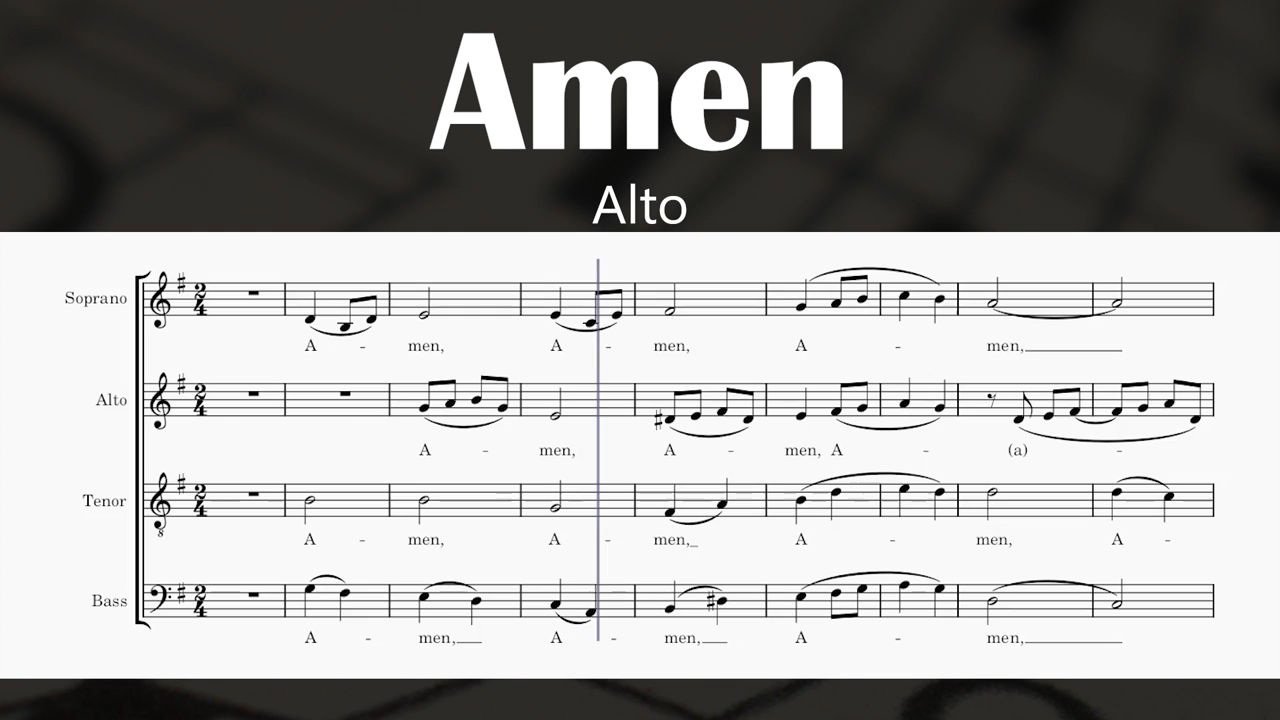 Amen
Alto
Soprano
A - men, A - men, A - men,
Alto
A - men, A - men, A - (a) -
Tenor
A - men, A - men,_ A - men, A -
Bass
A - men, A - men, A - men,